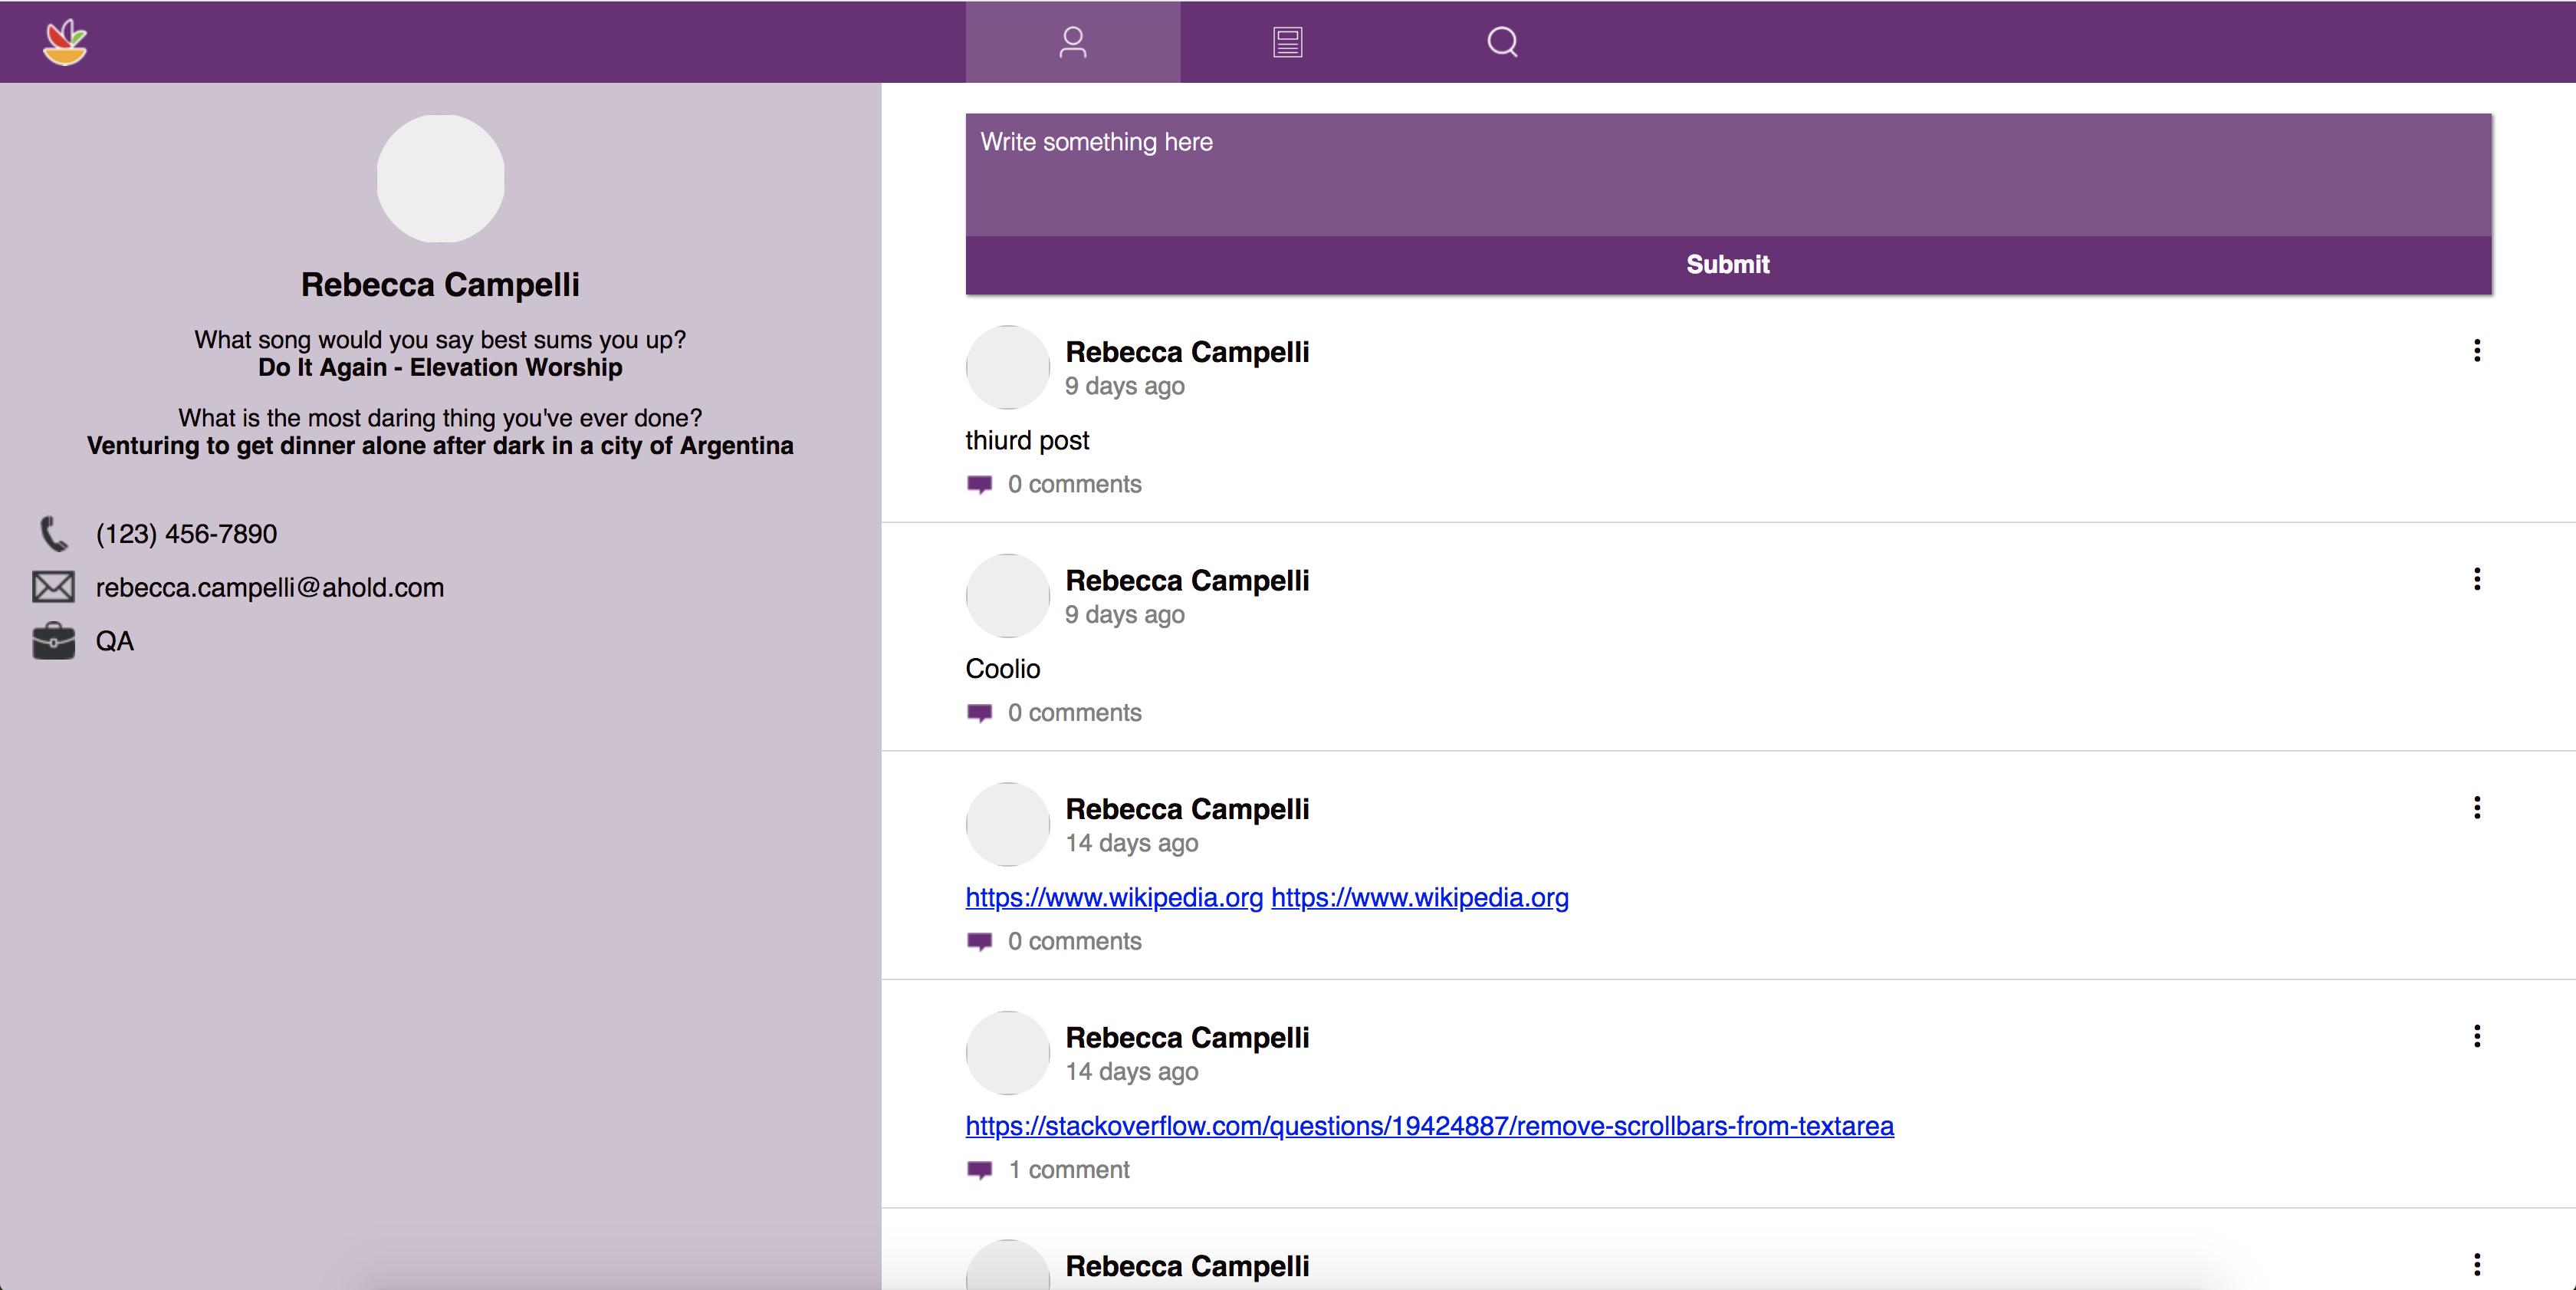 Rebecca Campelli
What song would you say best sums you up?
Do It Again - Elevation Worship
What is the most daring thing you've ever done?
Venturing to get dinner alone after dark in a city of Argentina
(123) 456-7890
rebecca.campelli@ahold.com
QA
Write something here
Submit
Rebecca Campelli
9 days ago
thiurd post
0 comments
Rebecca Campelli
9 days ago
Coolio
0 comments
Rebecca Campelli
14 days ago
https://www.wikipedia.org https://www.wikipedia.org
0 comments
Rebecca Campelli
14 days ago
https://stackoverflow.com/questions/19424887/remove-scrollbars-from-textarea
1 comment
Rebecca Campelli